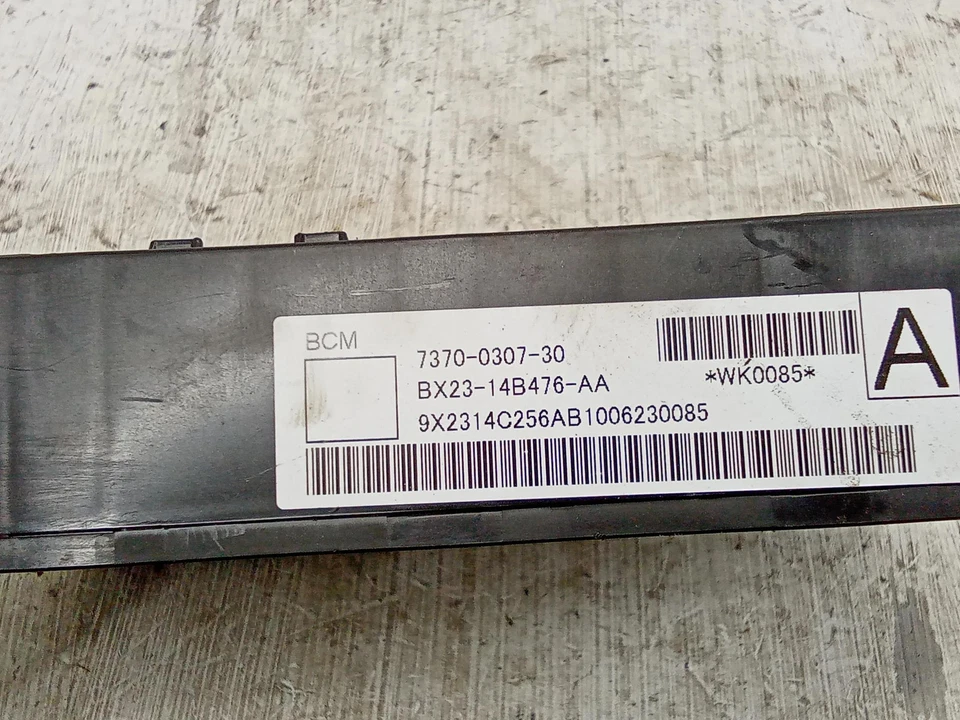 BCM
7370-0307-30
BX23-14B476-AA
*WK0085*
9X2314C256AB1006230085
A